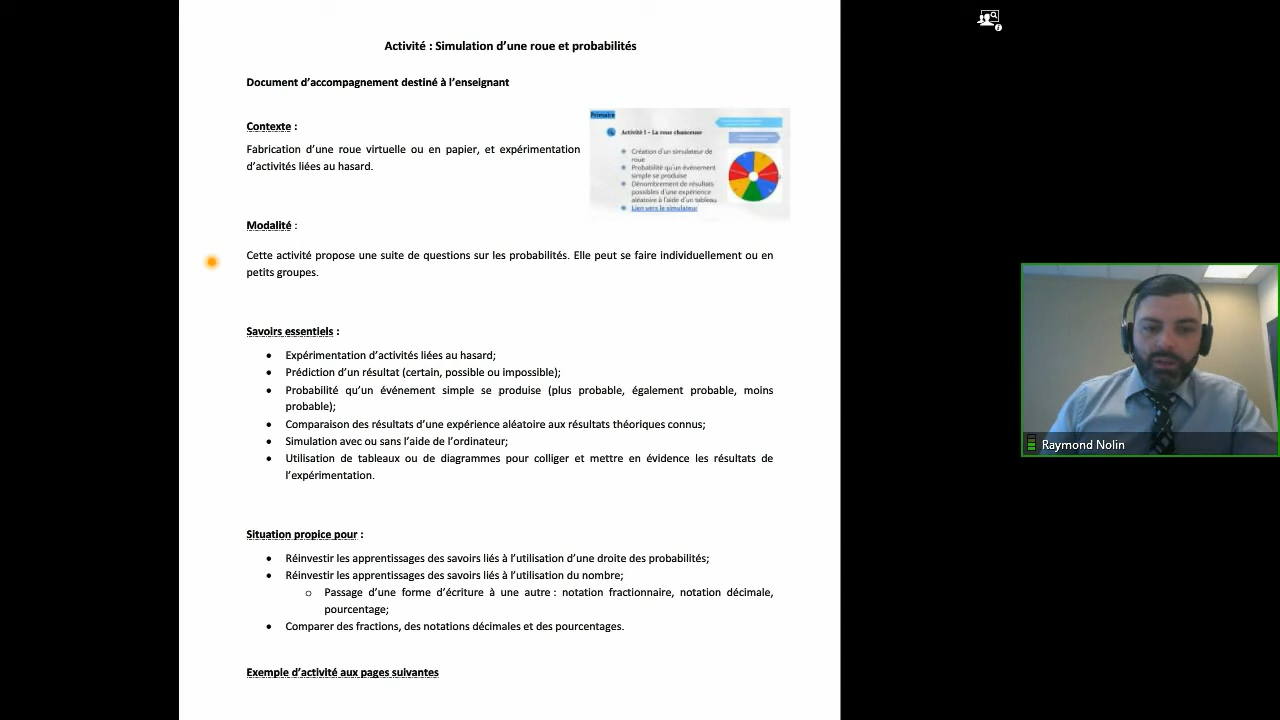 Activité : Simulation d'une roue et probabilités
Document d'accompagnement destiné à l'enseignant
Contexte :
Fabrication d'une roue virtuelle ou en papier, et expérimentation
d'activités liées au hasard.
Primaire
Activité 1 - La roue chanceuse
Création d'un simulateur de
roue
Probabilité qu'un événement
simple se produise
Dénombrement de résultats
possibles d'une expérience
aléatoire à l'aide d'un tableau
Lien vers le simulateur
Modalité :
Cette activité propose une suite de questions sur les probabilités. Elle peut se faire individuellement ou en
petits groupes.
Savoirs essentiels :
• Expérimentation d'activités liées au hasard;
• Prédiction d'un résultat (certain, possible ou impossible);
• Probabilité qu'un événement simple se produise (plus probable, également probable, moins
probable);
• Comparaison des résultats d'une expérience aléatoire aux résultats théoriques connus;
• Simulation avec ou sans l'aide de l'ordinateur;
• Utilisation de tableaux ou de diagrammes pour colliger et mettre en évidence les résultats de
l'expérimentation.
Situation propice pour :
• Réinvestir les apprentissages des savoirs liés à l'utilisation d'une droite des probabilités;
• Réinvestir les apprentissages des savoirs liés à l'utilisation du nombre;
o Passage d'une forme d'écriture à une autre : notation fractionnaire, notation décimale,
pourcentage;
• Comparer des fractions, des notations décimales et des pourcentages.
Exemple d'activité aux pages suivantes
Raymond Nolin